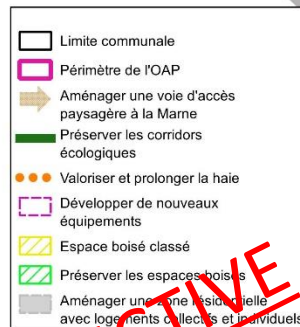 Limite communale
Périmètre de l'OAP
Aménager une voie d'accès
paysagère à la Marne
Préserver les corridors
écologiques
Valoriser et prolonger la haie
Développer de nouveaux
équipements
Espace boisé classé
Préserver les espaces boisés
Aménager une zone résidentielle
avec logements collectifs et individuels
CTIVE